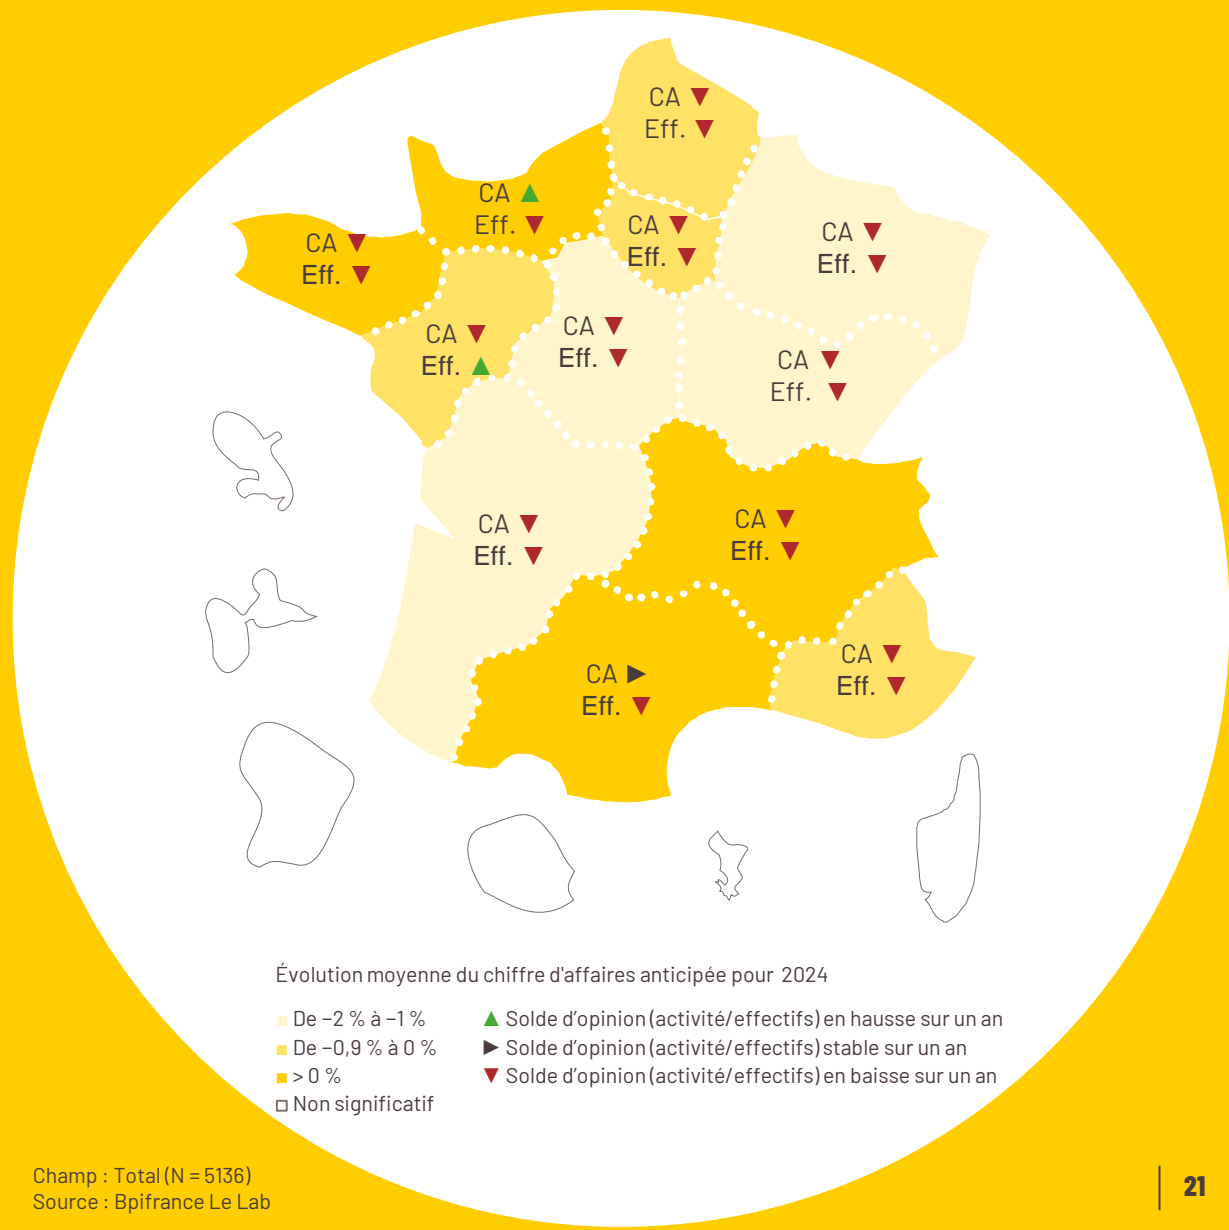 CA ▼
Eff. ▼
CA ▲
Eff. ▼
CA ▼
Eff. ▼
CA ▼
Eff. ▼
CA ▼
Eff. ▼
CA ▼
Eff. ▲
CA ▼
Eff. ▼
CA ▼
Eff. ▼
CA ▼
Eff. ▼
CA ▼
Eff. ▼
CA ▶
Eff. ▼
CA ▼
Eff. ▼
Évolution moyenne du chiffre d'affaires anticipée pour 2024
De −2 % à −1 %
De −0,9 % à 0 %
> 0 %
Non significatif
▲ Solde d’opinion (activité/effectifs) en hausse sur un an
▶ Solde d’opinion (activité/effectifs) stable sur un an
▼ Solde d’opinion (activité/effectifs) en baisse sur un an
Champ : Total (N = 5136)
Source : Bpifrance Le Lab
21